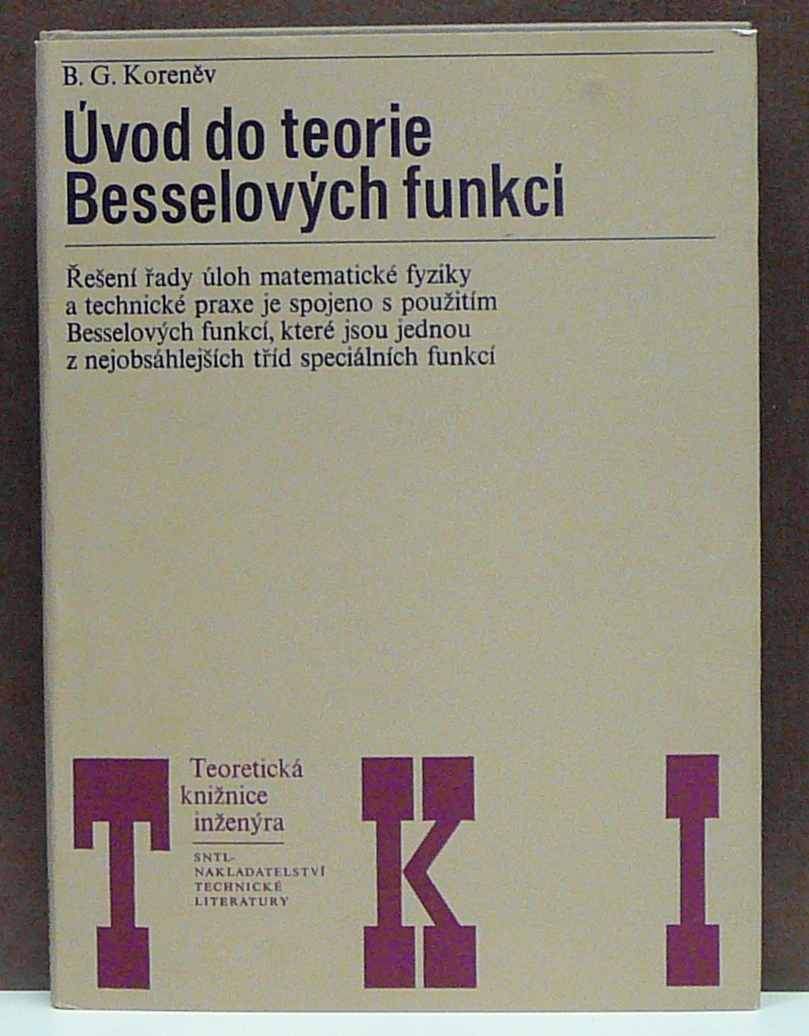 B. G. Koreněv
Úvod do teorie
Besselových funkcí
Řešení řady úloh matematické fyziky
a technické praxe je spojeno s použitím
Besselových funkcí, které jsou jednou
z nejobsáhlejších tříd speciálních funkcí
Teoretická
knižnice
inženýra
SNTL-
NAKLADATELSTVÍ
TECHNICKÉ
LITERATURY
T K I